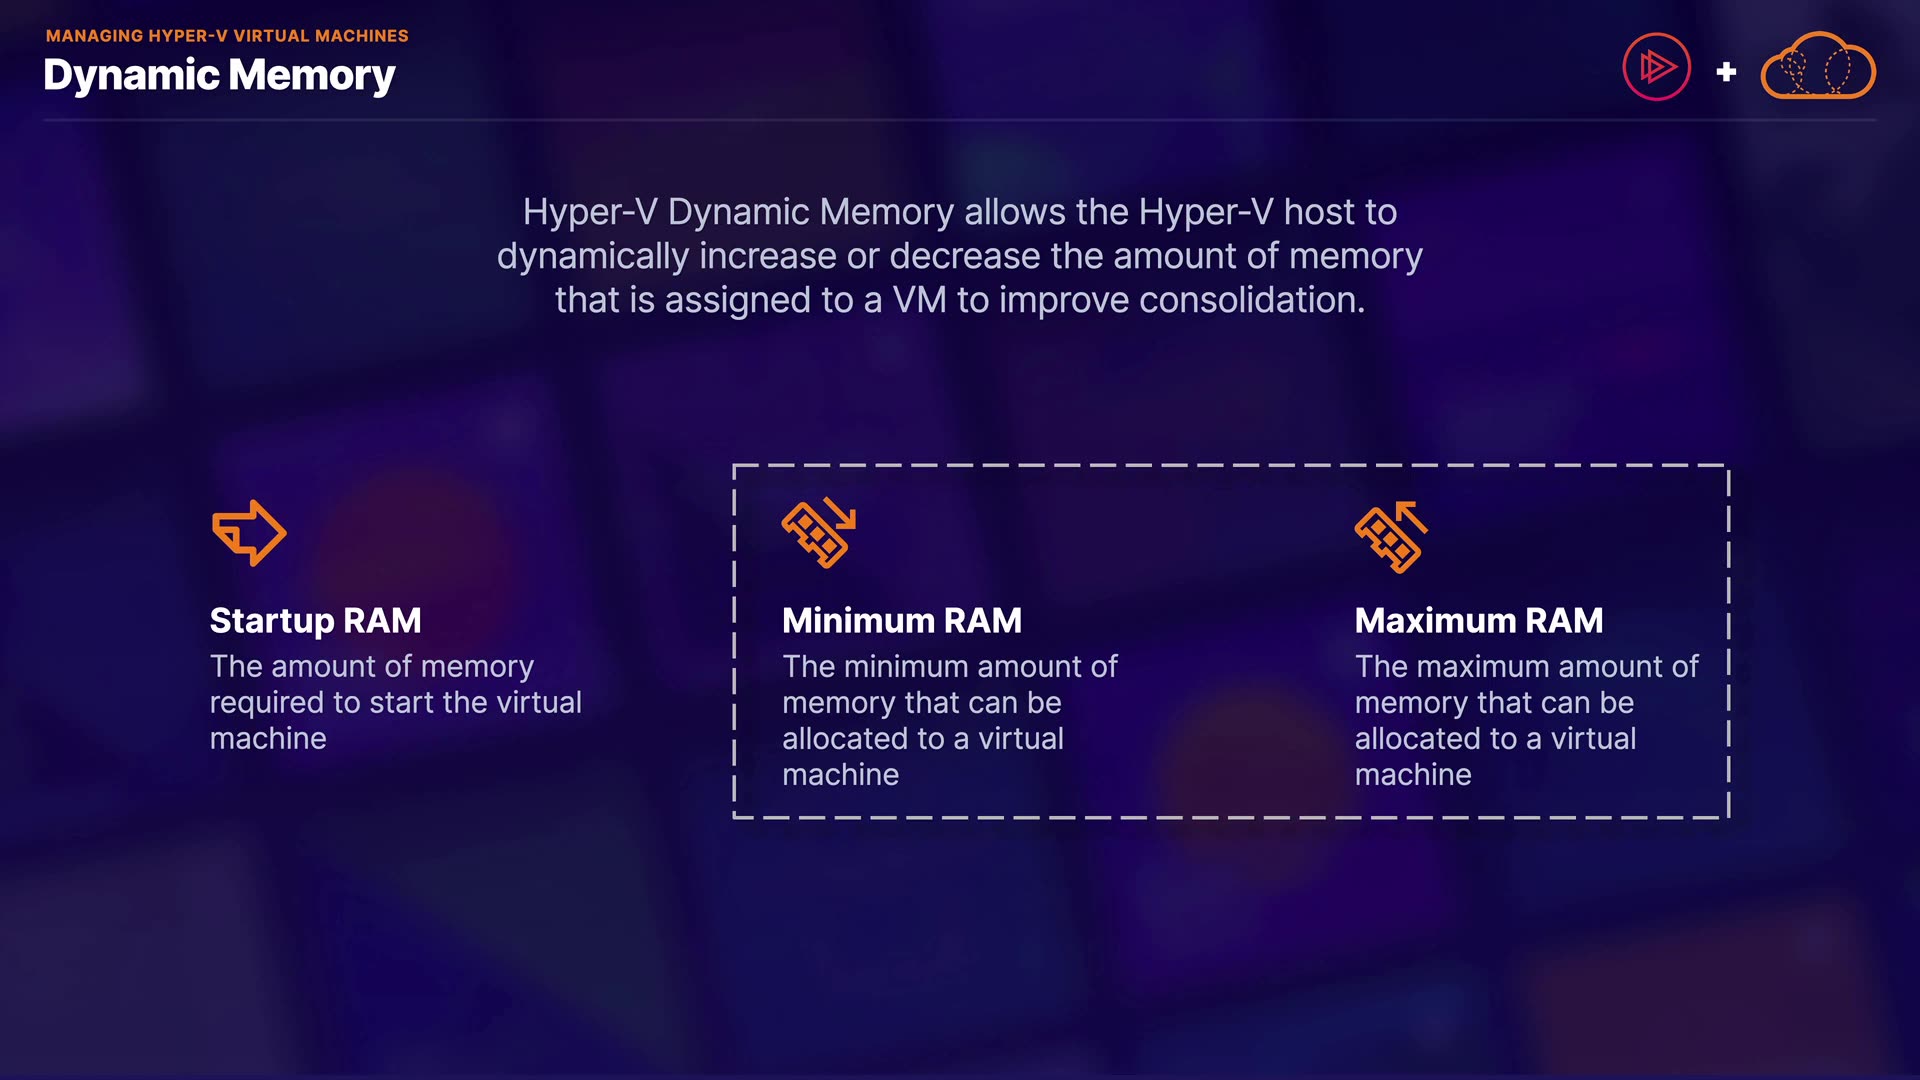 MANAGING HYPER-V VIRTUAL MACHINES
Dynamic Memory
Hyper-V Dynamic Memory allows the Hyper-V host to
dynamically increase or decrease the amount of memory
that is assigned to a VM to improve consolidation.
Startup RAM
The amount of memory
required to start the virtual
machine
Minimum RAM
The minimum amount of
memory that can be
allocated to a virtual
machine
Maximum RAM
The maximum amount of
memory that can be
allocated to a virtual
machine